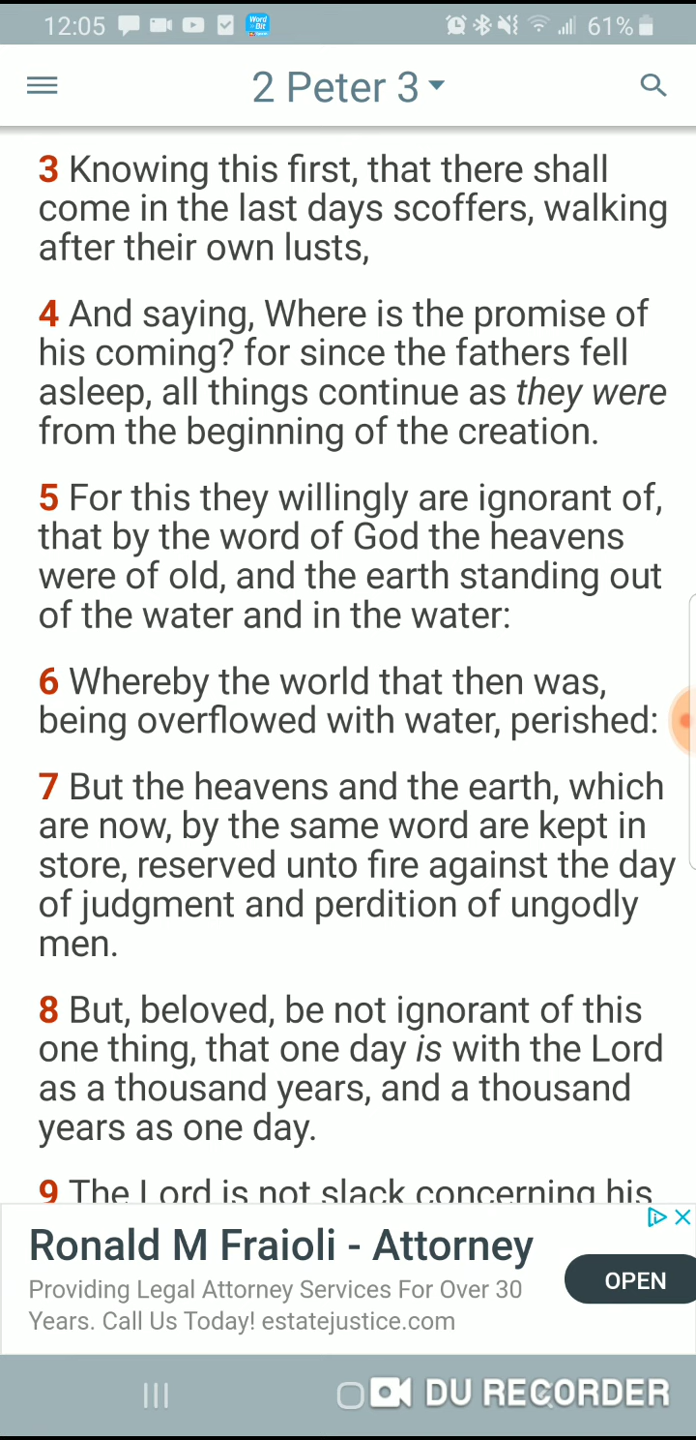 12:05
Word
Bit
61%
2 Peter 3
3 Knowing this first, that there shall
come in the last days scoffers, walking
after their own lusts,
4 And saying, Where is the promise of
his coming? for since the fathers fell
asleep, all things continue as they were
from the beginning of the creation.
5 For this they willingly are ignorant of,
that by the word of God the heavens
were of old, and the earth standing out
of the water and in the water:
6 Whereby the world that then was,
being overflowed with water, perished:
7 But the heavens and the earth, which
are now, by the same word are kept in
store, reserved unto fire against the day
of judgment and perdition of ungodly
men.
8 But, beloved, be not ignorant of this
one thing, that one day is with the Lord
as a thousand years, and a thousand
years as one day.
9 The Lord is not slack concerning his
Ronald M Fraioli - Attorney
Providing Legal Attorney Services For Over 30
Years. Call Us Today! estatejustice.com
OPEN
DU RECORDER